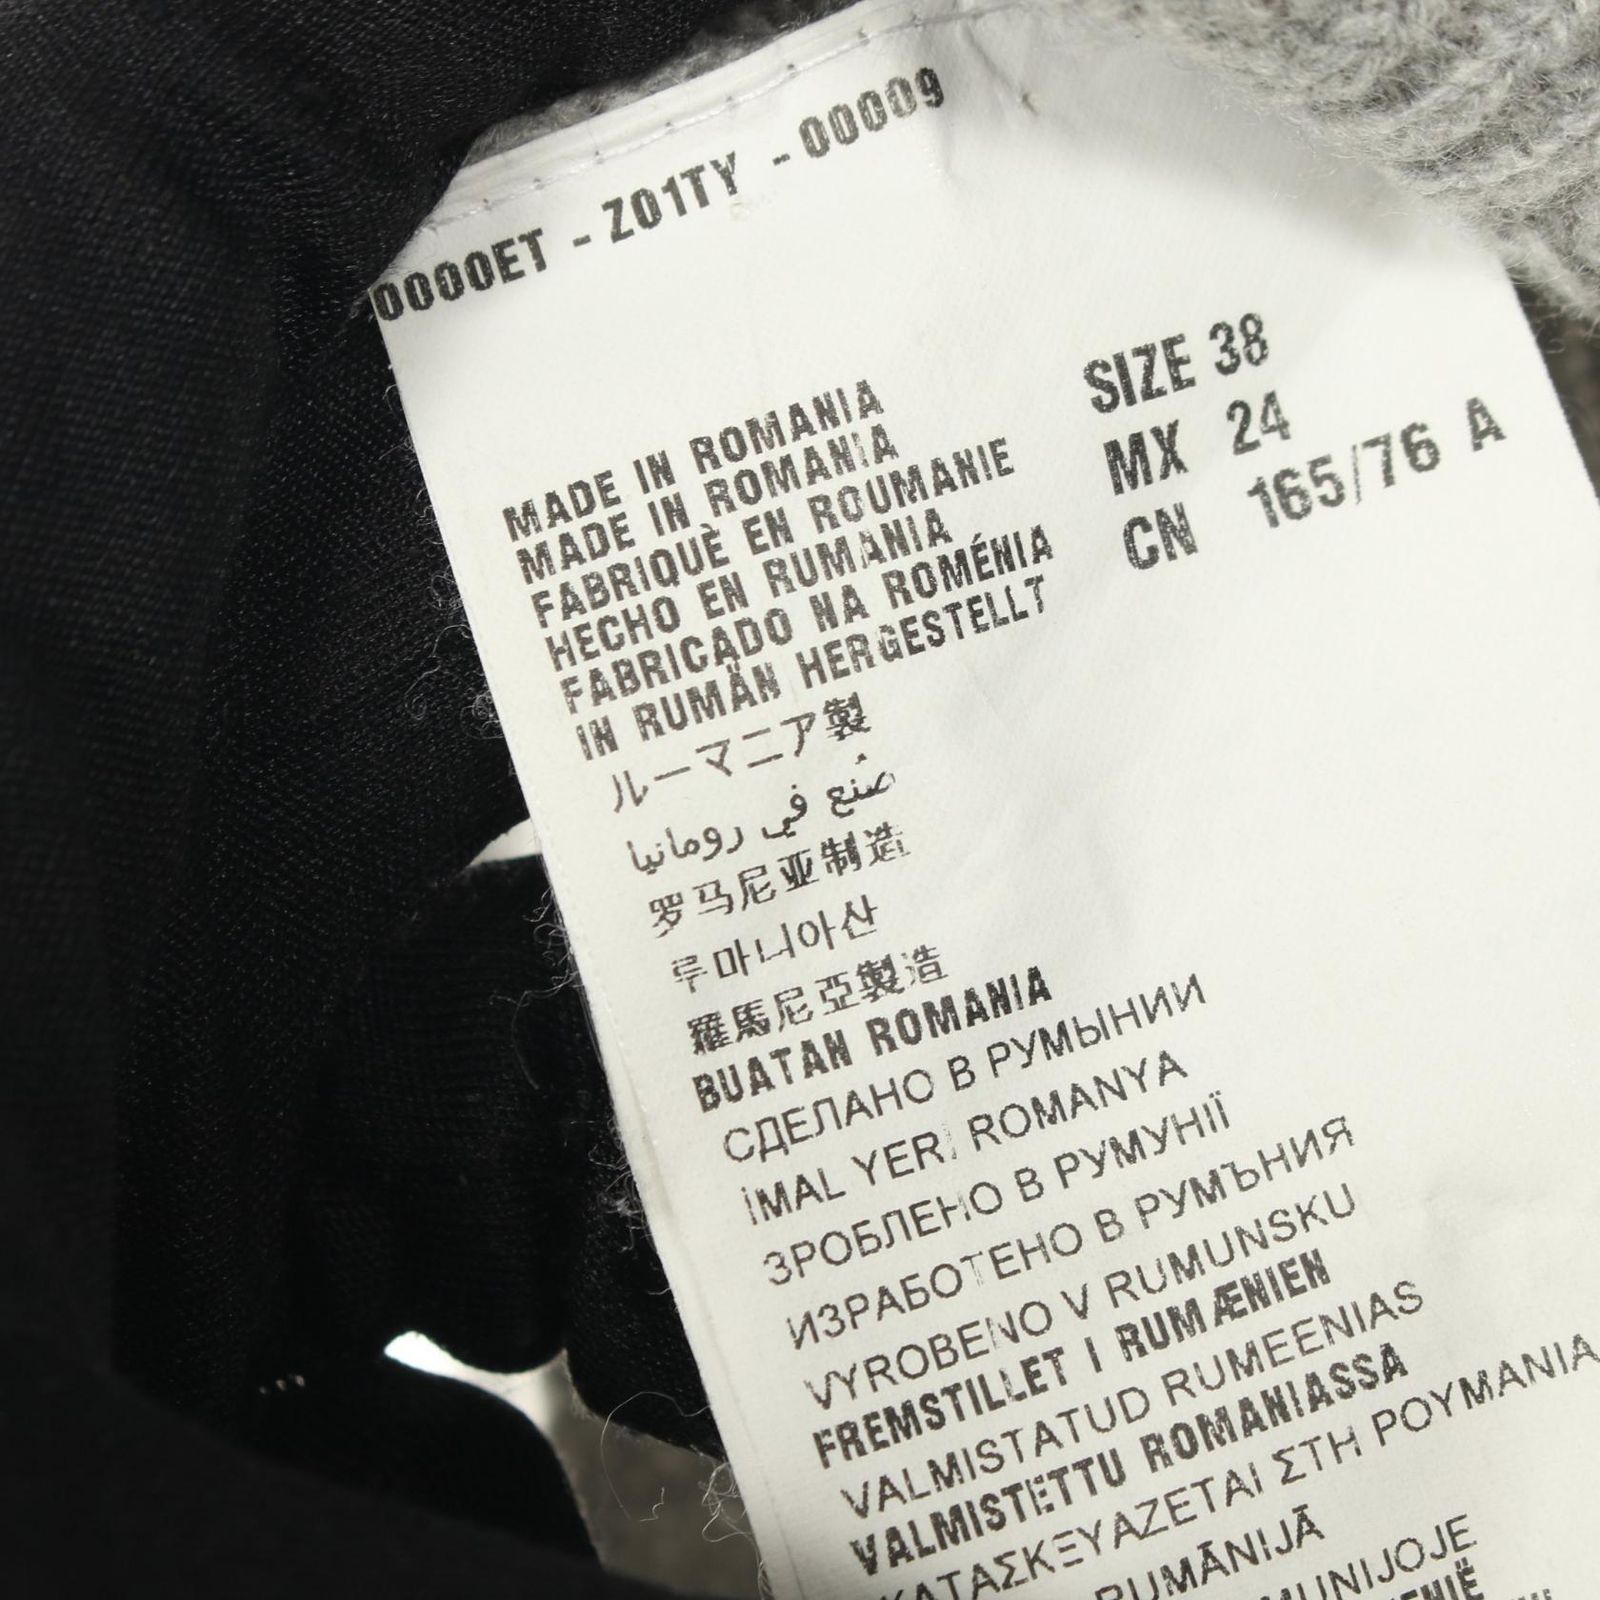 0000ET - Z01TY - 00009
SIZE 38
MX 24
CN 165/76 A
MADE IN ROMANIA
MADE IN ROMANIA
FABRIQUÈ EN ROUMANIE
HECHO EN RUMANIA
FABRICADO NA ROMÉNIA
IN RUMÄN HERGESTELLT
ルーマニア製
صُنع في رومانيا
罗马尼亚制造
루마니아산
羅馬尼亞製造
BUATAN ROMANIA
СДЕЛАНО В РУМЫНИИ
İMAL YERİ ROMANYA
ЗРОБЛЕНО В РУМУНІЇ
ИЗРАБОТЕНО В РУМЪНИЯ
VYROBENO V RUMUNSKU
FREMSTILLET I RUMÆNIEN
VALMISTATUD RUMEENIAS
VALMISTETTU ROMANIASSA
ΚΑΤΑΣΚΕΥΑΖΕΤΑΙ ΣΤΗ ΡΟΥΜΑΝΙΑ
RUMĀNIJĀ